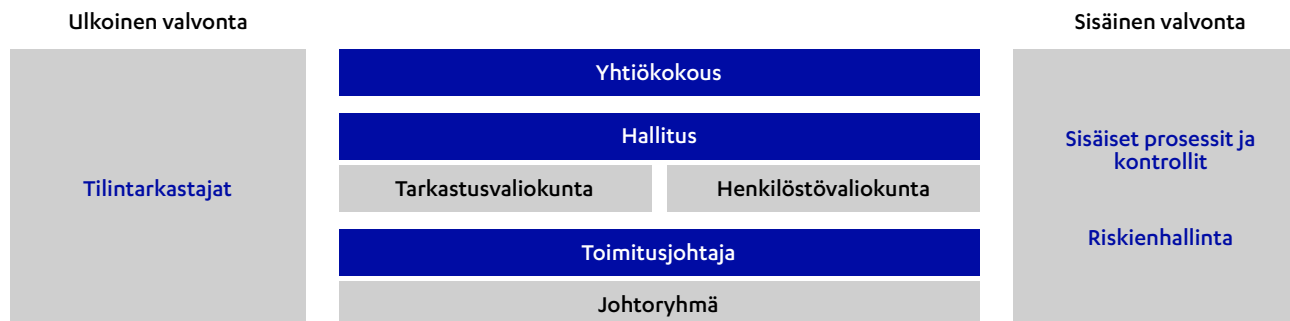 Ulkoinen valvonta
Sisäinen valvonta
Yhtiökokous
Hallitus
Tarkastusvaliokunta
Henkilöstövaliokunta
Toimitusjohtaja
Johtoryhmä
Tilintarkastajat
Sisäiset prosessit ja
kontrollit
Riskienhallinta